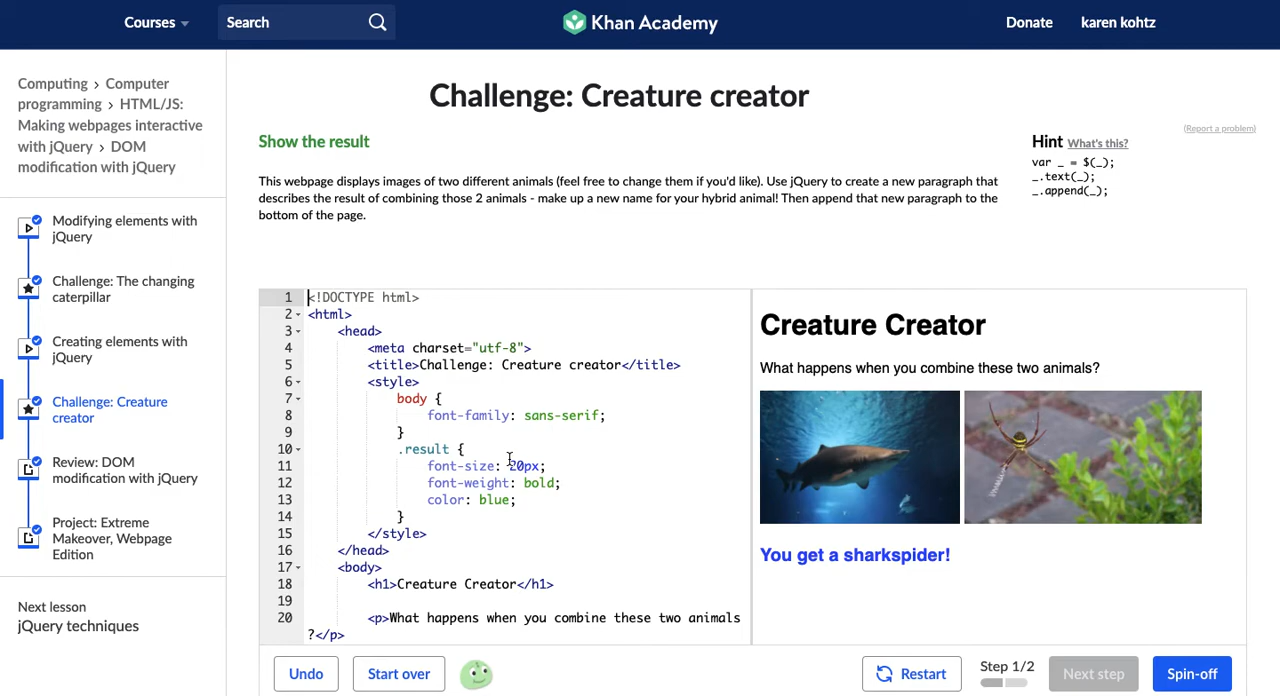 Courses
Search
Khan Academy
Donate
karen kohtz
Computing › Computer
programming › HTML/JS:
Making webpages interactive
with jQuery › DOM
modification with jQuery
Modifying elements with
jQuery
Challenge: The changing
caterpillar
Creating elements with
jQuery
Challenge: Creature
creator
Review: DOM
modification with jQuery
Project: Extreme
Makeover, Webpage
Edition
Next lesson
jQuery techniques
Challenge: Creature creator
(Report a problem)
Show the result
This webpage displays images of two different animals (feel free to change them if you'd like). Use jQuery to create a new paragraph that
describes the result of combining those 2 animals - make up a new name for your hybrid animal! Then append that new paragraph to the
bottom of the page.
Hint What's this?
var _ = $(_);
_.text(_);
_.append(_);
1 <!DOCTYPE html>
2 <html>
3 <head>
4 <meta charset="utf-8">
5 <title>Challenge: Creature creator</title>
6 <style>
7 body {
8 font-family: sans-serif;
9 }
10 .result {
11 font-size: 20px;
12 font-weight: bold;
13 color: blue;
14 }
15 </style>
16 </head>
17 <body>
18 <h1>Creature Creator</h1>
19
20 <p>What happens when you combine these two animals
?</p>
Creature Creator
What happens when you combine these two animals?
You get a sharkspider!
Undo
Start over
Restart
Step 1/2
Next step
Spin-off